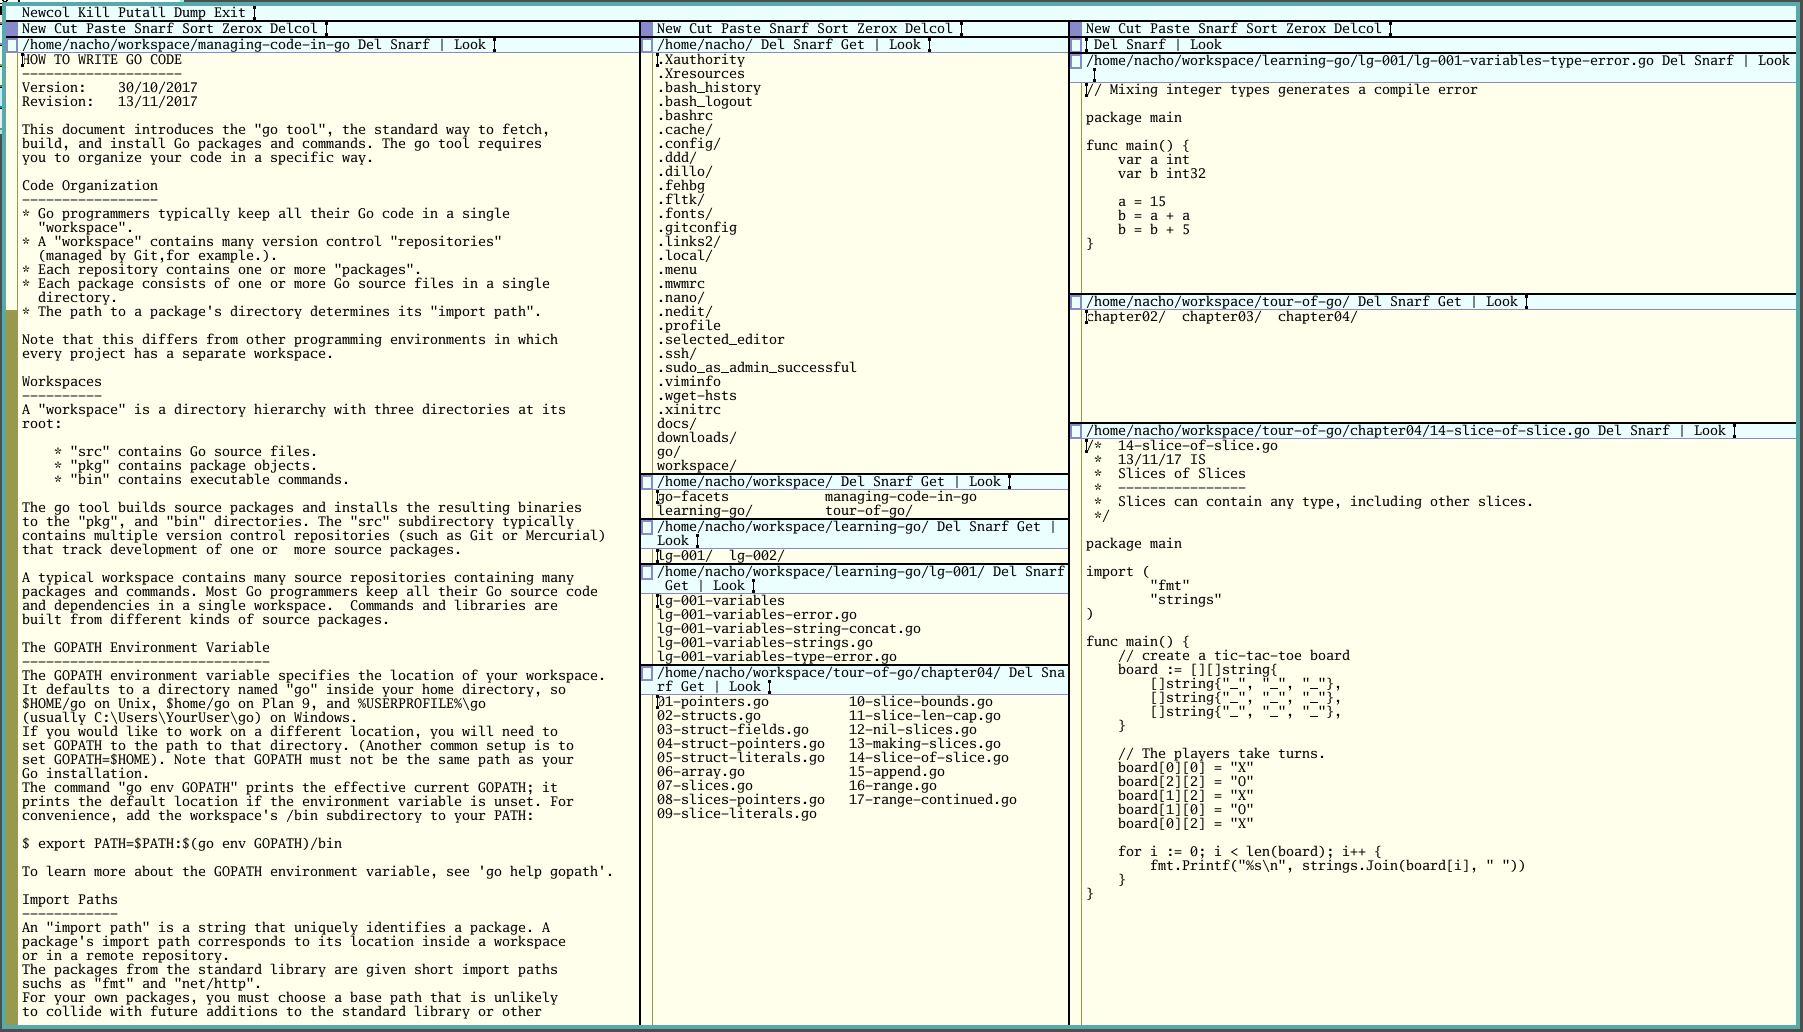 Newcol Kill Putall Dump Exit
New Cut Paste Snarf Sort Zerox Delcol
/home/nacho/workspace/managing-code-in-go Del Snarf | Look
HOW TO WRITE GO CODE
--------------------
Version:    30/10/2017
Revision:   13/11/2017

This document introduces the "go tool", the standard way to fetch,
build, and install Go packages and commands. The go tool requires
you to organize your code in a specific way.

Code Organization
-----------------
* Go programmers typically keep all their Go code in a single
  "workspace".
* A "workspace" contains many version control "repositories"
  (managed by Git,for example.).
* Each repository contains one or more "packages".
* Each package consists of one or more Go source files in a single
  directory.
* The path to a package's directory determines its "import path".

Note that this differs from other programming environments in which
every project has a separate workspace.

Workspaces
----------
A "workspace" is a directory hierarchy with three directories at its
root:

    * "src" contains Go source files.
    * "pkg" contains package objects.
    * "bin" contains executable commands.

The go tool builds source packages and installs the resulting binaries
to the "pkg", and "bin" directories. The "src" subdirectory typically
contains multiple version control repositories (such as Git or Mercurial)
that track development of one or  more source packages.

A typical workspace contains many source repositories containing many
packages and commands. Most Go programmers keep all their Go source code
and dependencies in a single workspace.  Commands and libraries are
built from different kinds of source packages.

The GOPATH Environment Variable
-------------------------------
The GOPATH environment variable specifies the location of your workspace.
It defaults to a directory named "go" inside your home directory, so
$HOME/go on Unix, $home/go on Plan 9, and %USERPROFILE%\go
(usually C:\Users\YourUser\go) on Windows.
If you would like to work on a different location, you will need to
set GOPATH to the path to that directory. (Another common setup is to
set GOPATH=$HOME). Note that GOPATH must not be the same path as your
Go installation.
The command "go env GOPATH" prints the effective current GOPATH; it
prints the default location if the environment variable is unset. For
convenience, add the workspace's /bin subdirectory to your PATH:

$ export PATH=$PATH:$(go env GOPATH)/bin

To learn more about the GOPATH environment variable, see 'go help gopath'.

Import Paths
------------
An "import path" is a string that uniquely identifies a package. A
package's import path corresponds to its location inside a workspace
or in a remote repository.
The packages from the standard library are given short import paths
suchs as "fmt" and "net/http".
For your own packages, you must choose a base path that is unlikely
to collide with future additions to the standard library or other
New Cut Paste Snarf Sort Zerox Delcol
/home/nacho/ Del Snarf Get | Look
.Xauthority
.Xresources
.bash_history
.bash_logout
.bashrc
.cache/
.config/
.ddd/
.dillo/
.fehbg
.fltk/
.fonts/
.gitconfig
.links2/
.local/
.menu
.mwmrc
.nano/
.nedit/
.profile
.selected_editor
.ssh/
.sudo_as_admin_successful
.viminfo
.wget-hsts
.xinitrc
docs/
downloads/
go/
workspace/
/home/nacho/workspace/ Del Snarf Get | Look
go-facets            managing-code-in-go
learning-go/         tour-of-go/
/home/nacho/workspace/learning-go/ Del Snarf Get |
Look
lg-001/  lg-002/
/home/nacho/workspace/learning-go/lg-001/ Del Snarf
 Get | Look
lg-001-variables
lg-001-variables-error.go
lg-001-variables-string-concat.go
lg-001-variables-strings.go
lg-001-variables-type-error.go
/home/nacho/workspace/tour-of-go/chapter04/ Del Sna
rf Get | Look
01-pointers.go          10-slice-bounds.go
02-structs.go           11-slice-len-cap.go
03-struct-fields.go     12-nil-slices.go
04-struct-pointers.go   13-making-slices.go
05-struct-literals.go   14-slice-of-slice.go
06-array.go             15-append.go
07-slices.go            16-range.go
08-slices-pointers.go   17-range-continued.go
09-slice-literals.go
New Cut Paste Snarf Sort Zerox Delcol
Del Snarf | Look
/home/nacho/workspace/learning-go/lg-001/lg-001-variables-type-error.go Del Snarf | Look
// Mixing integer types generates a compile error

package main

func main() {
    var a int
    var b int32

    a = 15
    b = a + a
    b = b + 5
}
/home/nacho/workspace/tour-of-go/ Del Snarf Get | Look
chapter02/  chapter03/  chapter04/
/home/nacho/workspace/tour-of-go/chapter04/14-slice-of-slice.go Del Snarf | Look
/*  14-slice-of-slice.go
 *  13/11/17 IS
 *  Slices of Slices
 *  ----------------
 *  Slices can contain any type, including other slices.
 */

package main

import (
        "fmt"
        "strings"
)

func main() {
    // create a tic-tac-toe board
    board := [][]string{
        []string{"_", "_", "_"},
        []string{"_", "_", "_"},
        []string{"_", "_", "_"},
    }

    // The players take turns.
    board[0][0] = "X"
    board[2][2] = "O"
    board[1][2] = "X"
    board[1][0] = "O"
    board[0][2] = "X"

    for i := 0; i < len(board); i++ {
        fmt.Printf("%s\n", strings.Join(board[i], " "))
    }
}